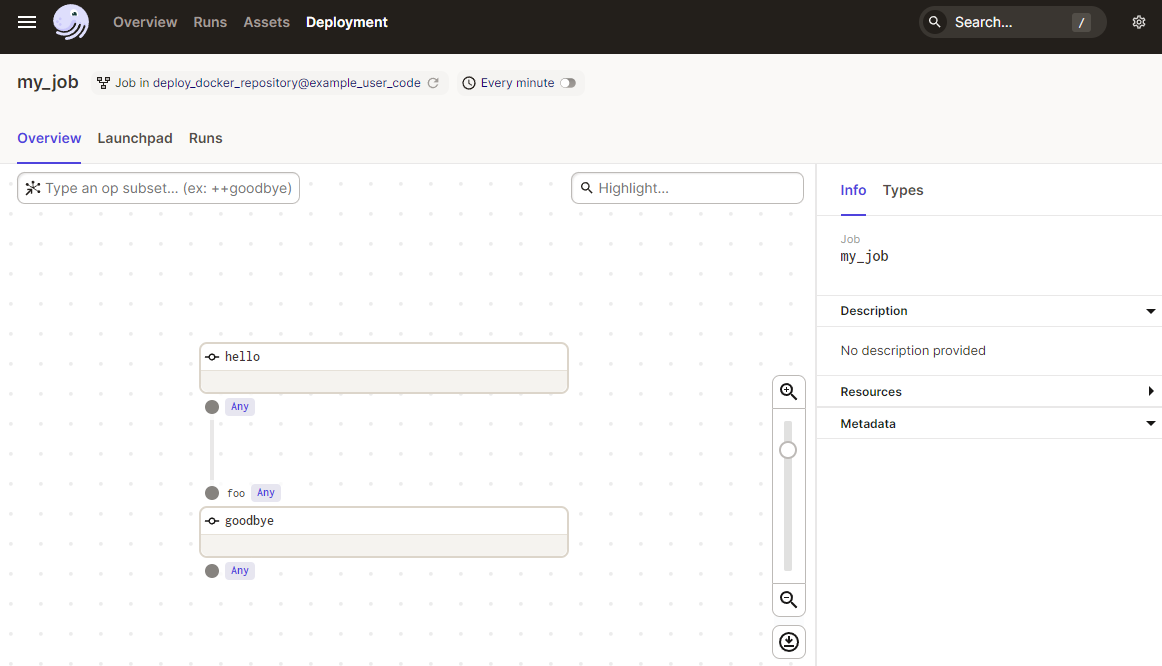 Overview Runs Assets Deployment Search... /
my_job Job in deploy_docker_repository@example_user_code Every minute
Overview Launchpad Runs
Type an op subset... (ex: ++goodbye) Highlight...
Info Types
Job
my_job
Description
No description provided
Resources
Metadata
hello
Any
foo Any
goodbye
Any